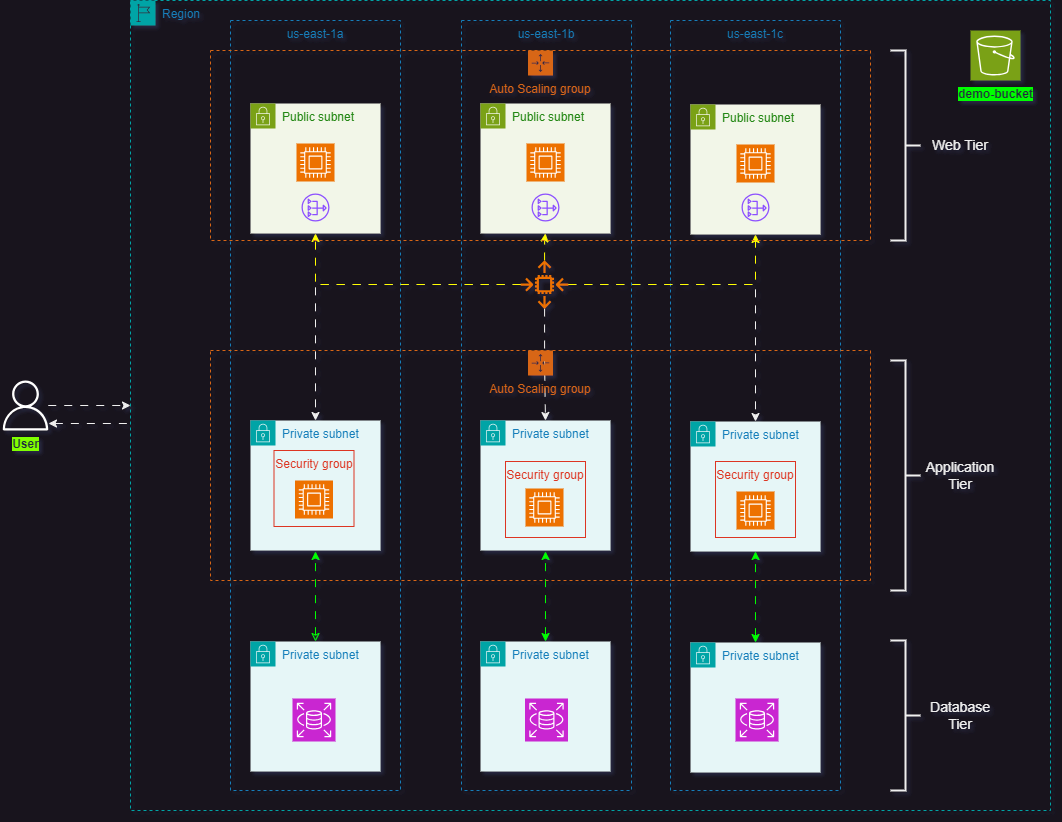 Region
us-east-1a
us-east-1b
us-east-1c
demo-bucket
Auto Scaling group
Public subnet
Public subnet
Public subnet
Web Tier
Auto Scaling group
User
Private subnet
Private subnet
Private subnet
Security group
Security group
Security group
Application
Tier
Private subnet
Private subnet
Private subnet
Database
Tier